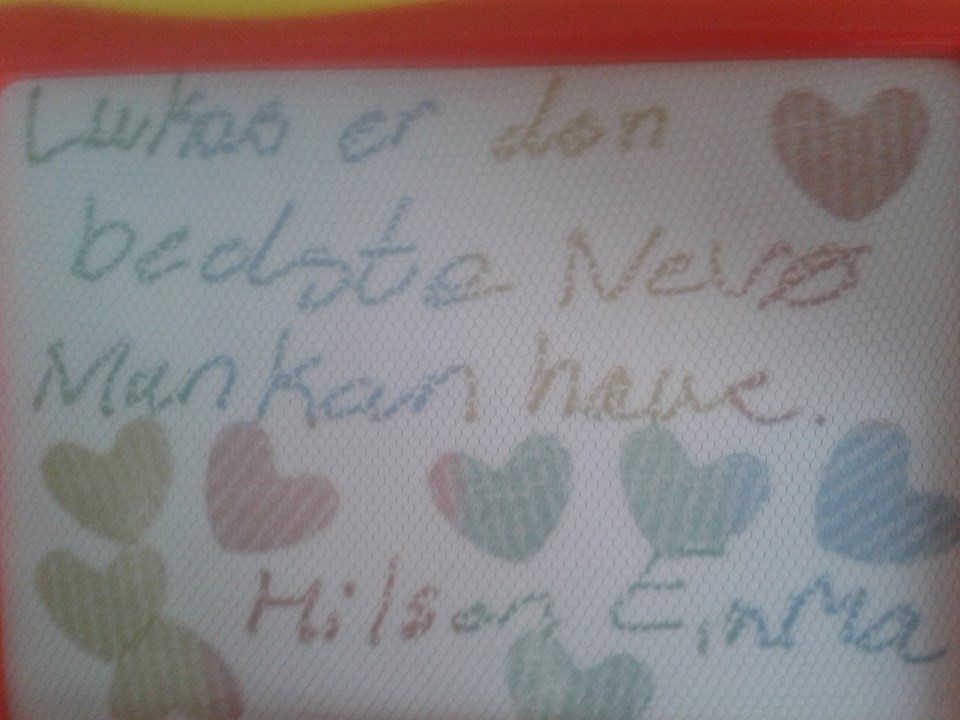 Lukas er den
bedste Nevø
Man kan have.
Hilsen Emma